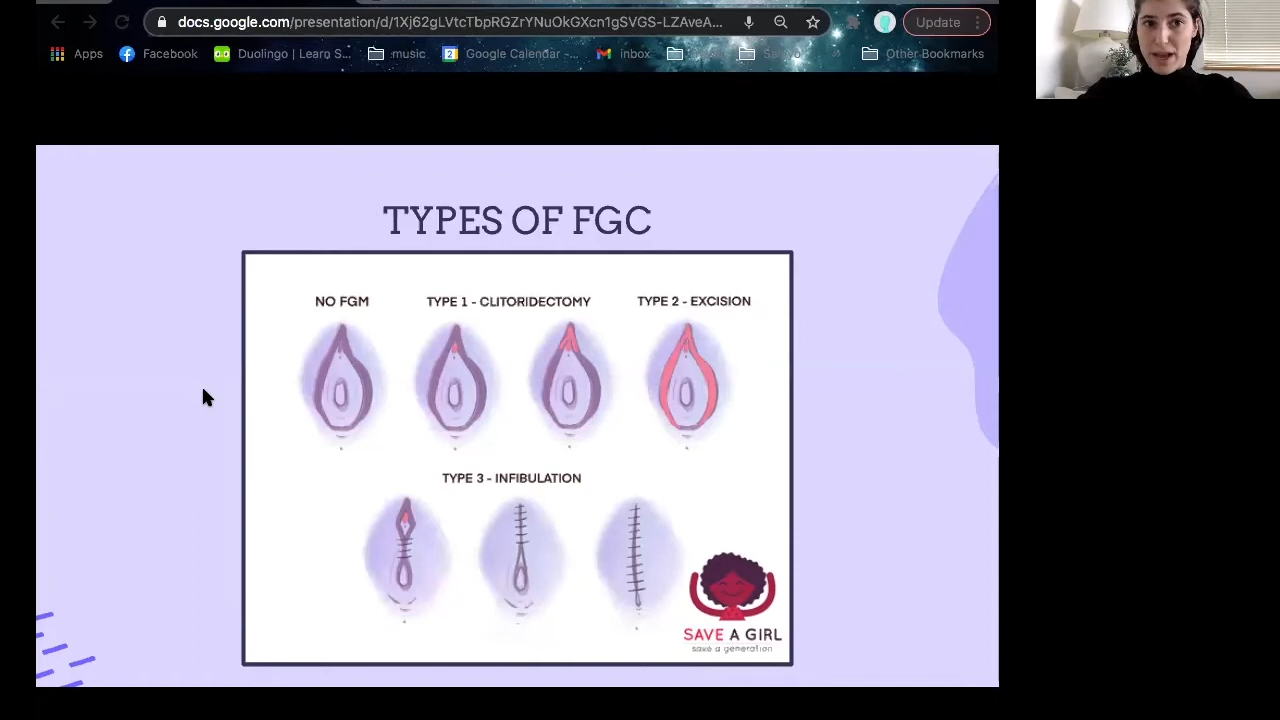 docs.google.com/presentation/d/1Xj62gLVtcTbpRGZrYNuOkGXcn1gSVGS-LZAveA...
Update
Apps
Facebook
Duolingo | Learn S...
music
Google Calendar -...
inbox
Other Bookmarks
TYPES OF FGC
NO FGM
TYPE 1 - CLITORIDECTOMY
TYPE 2 - EXCISION
TYPE 3 - INFIBULATION
SAVE A GIRL
save a generation